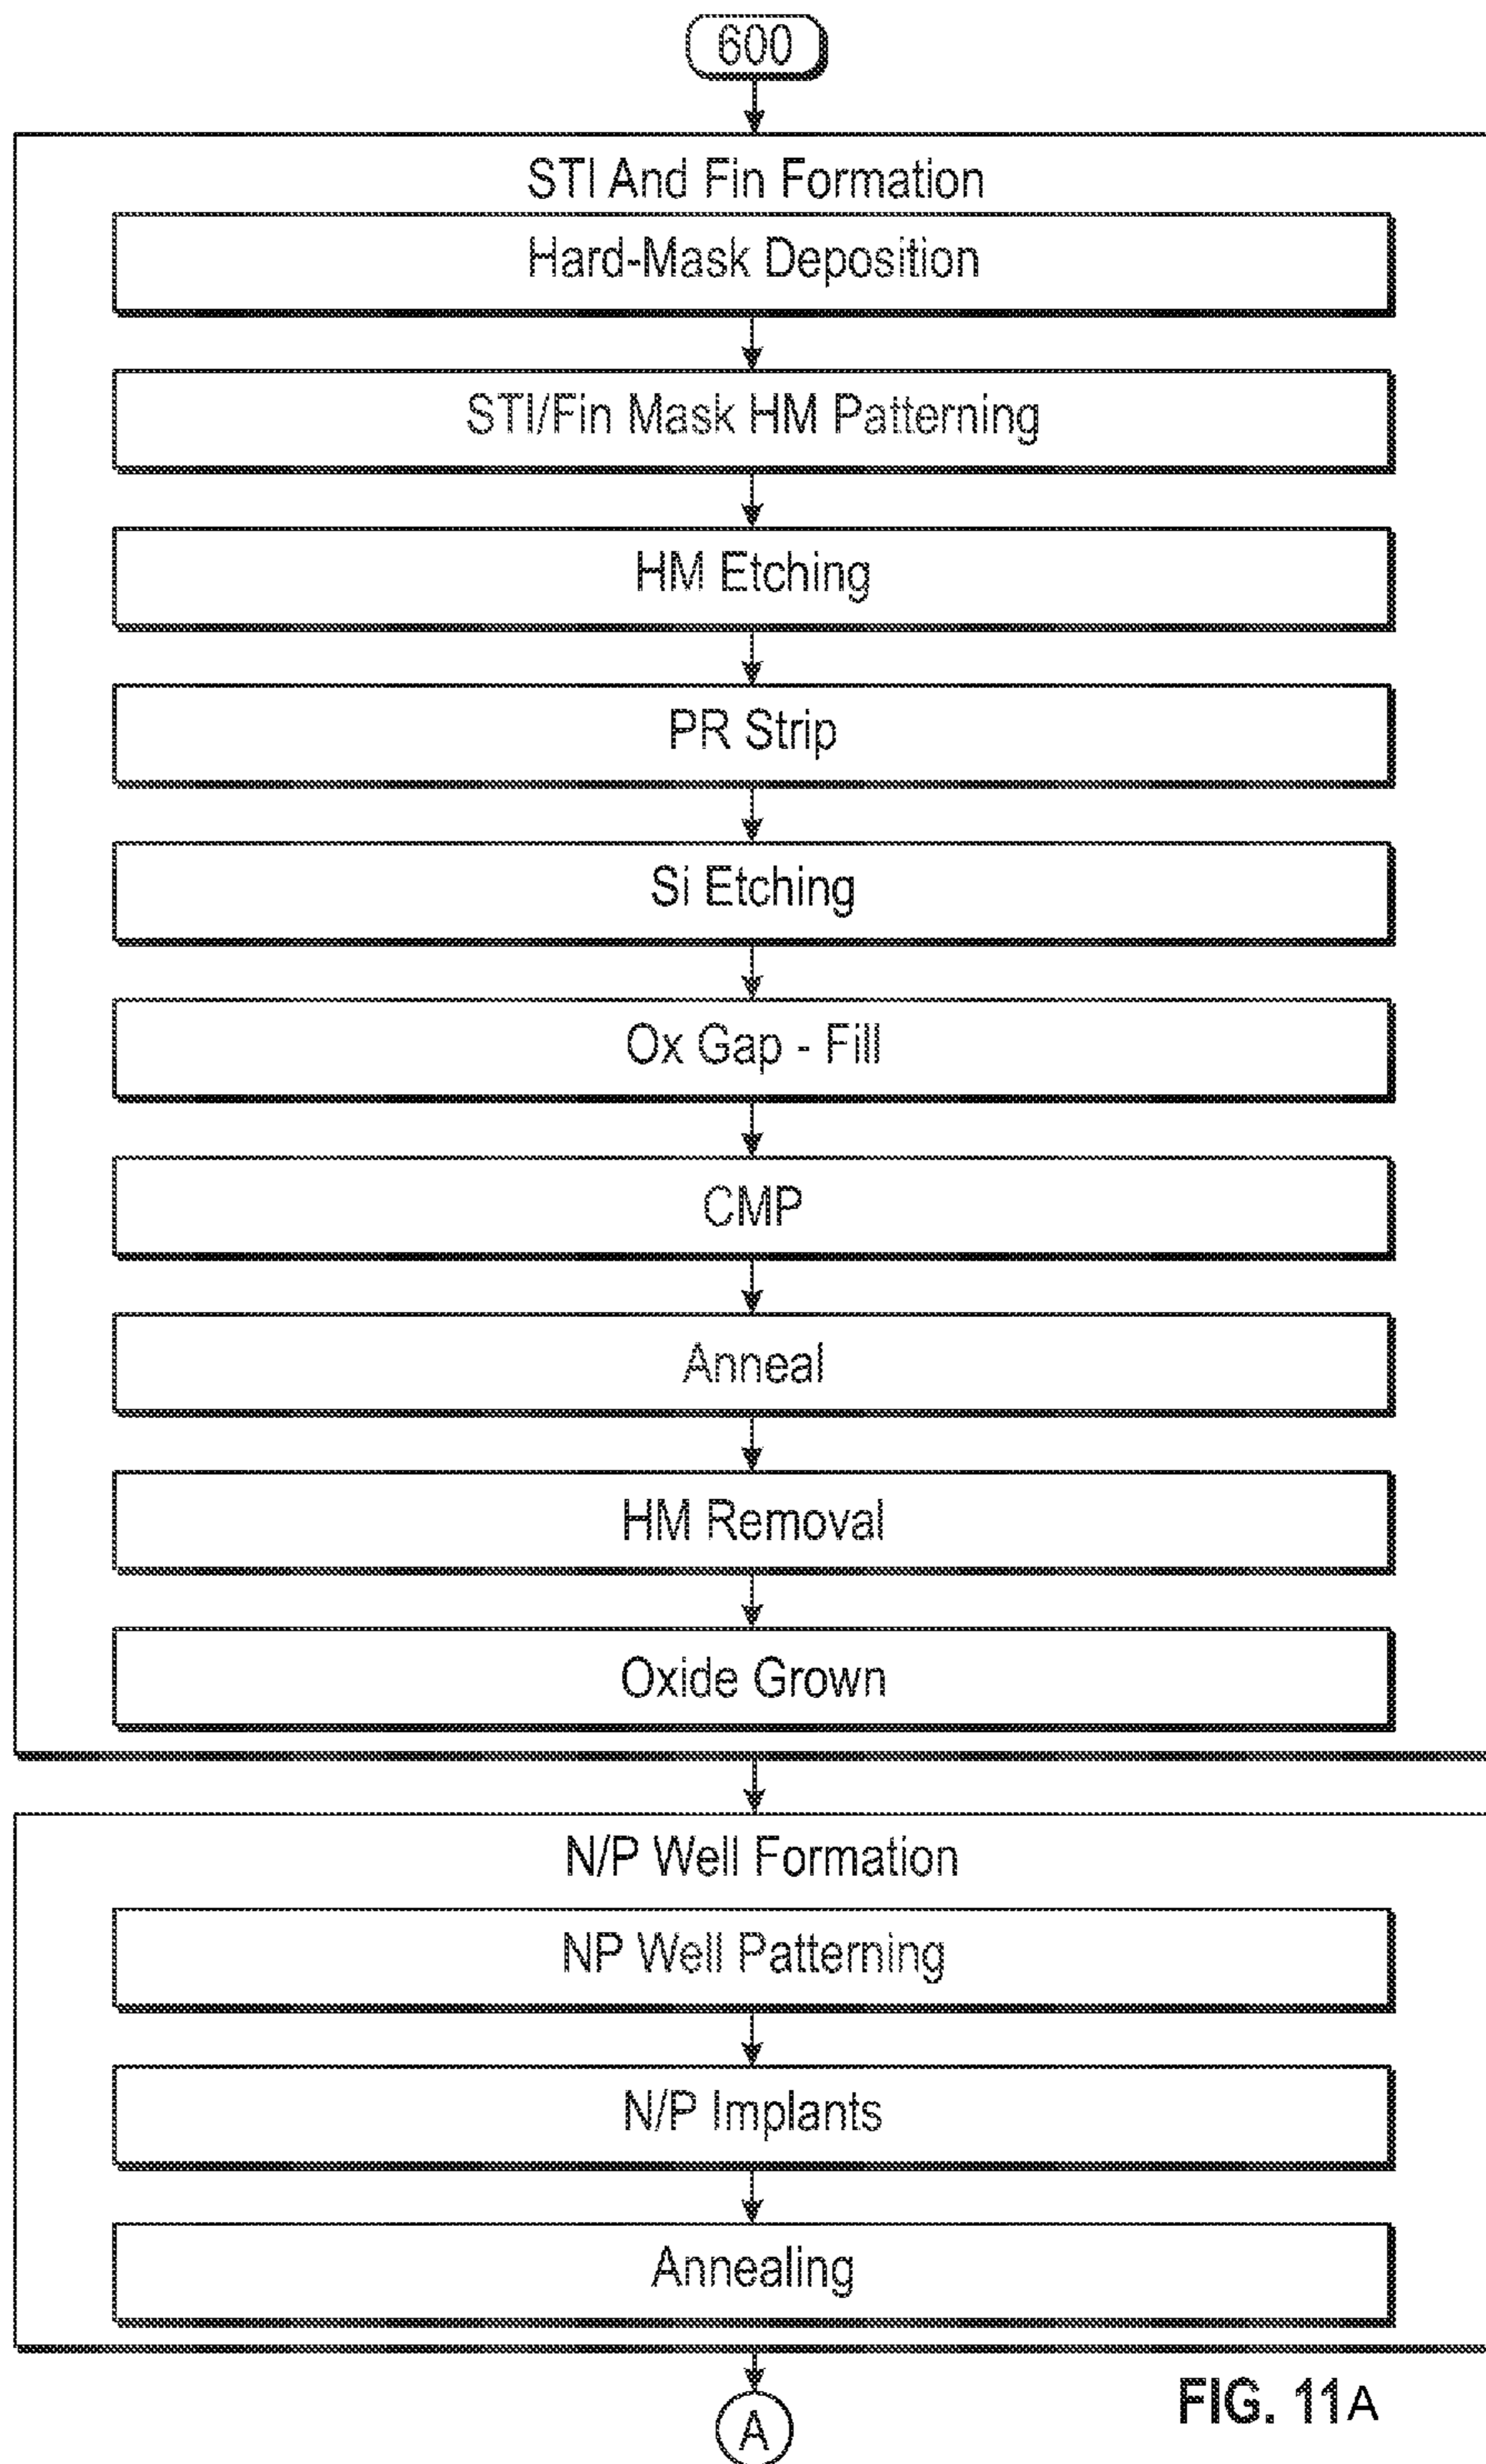 600
STI And Fin Formation
Hard-Mask Deposition
STI/Fin Mask HM Patterning
HM Etching
PR Strip
Si Etching
Ox Gap - Fill
CMP
Anneal
HM Removal
Oxide Grown
N/P Well Formation
NP Well Patterning
N/P Implants
Annealing
A
FIG. 11A